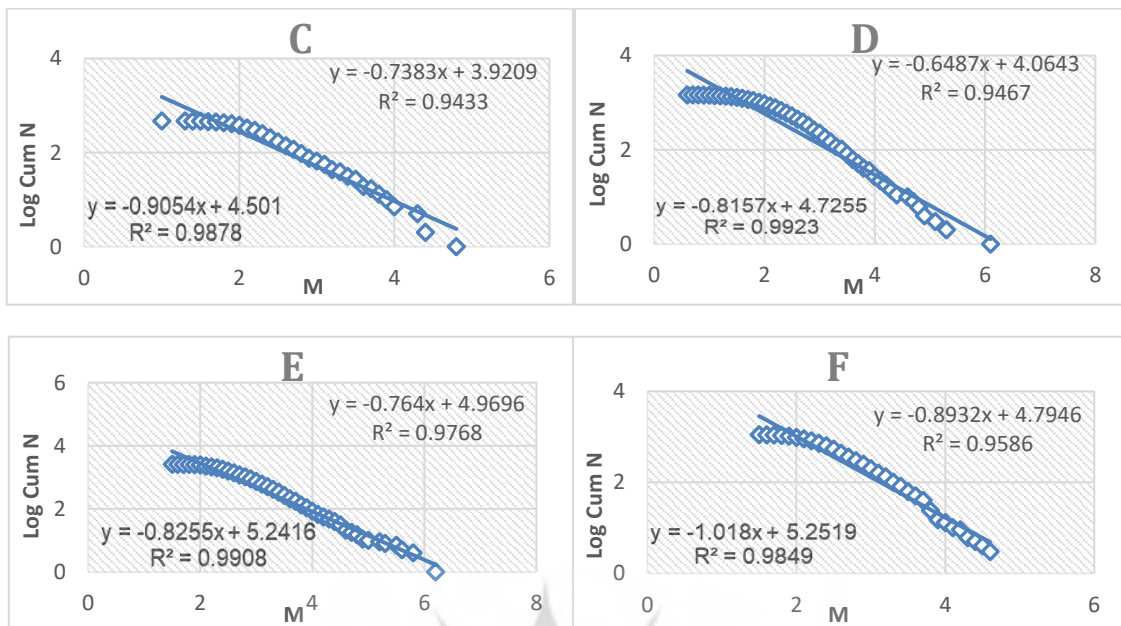 C
4
y = -0.7383x + 3.9209
R² = 0.9433
2
Log Cum N
y = -0.9054x + 4.501
R² = 0.9878
0
0
2
4
6
M
D
4
y = -0.6487x + 4.0643
R² = 0.9467
2
Log Cum N
y = -0.8157x + 4.7255
R² = 0.9923
0
0
2
4
6
8
M
E
6
y = -0.764x + 4.9696
R² = 0.9768
4
Log Cum N
2
y = -0.8255x + 5.2416
R² = 0.9908
0
0
2
4
6
8
M
F
4
y = -0.8932x + 4.7946
R² = 0.9586
2
Log Cum N
y = -1.018x + 5.2519
R² = 0.9849
0
0
2
4
6
M